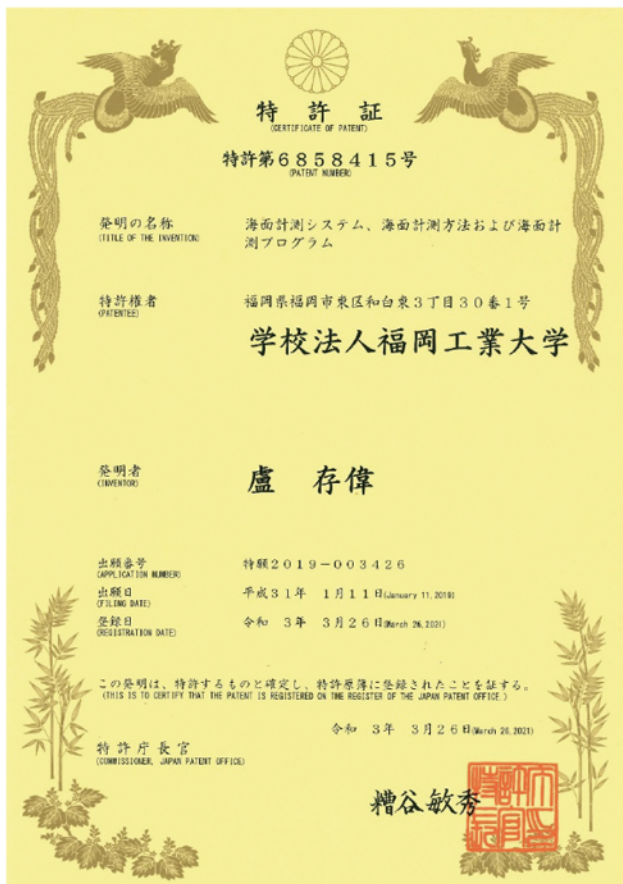 特許証
(CERTIFICATE OF PATENT)
特許第6858415号
(PATENT NUMBER)
発明の名称
(TITLE OF THE INVENTION)
海面計測システム、海面計測方法および海面計
測プログラム
特許権者
(PATENTEE)
福岡県福岡市東区和白東3丁目30番1号
学校法人福岡工業大学
発明者
(INVENTOR)
盧 存偉
出願番号
(APPLICATION NUMBER)
特願2019-003426
出願日
(FILING DATE)
平成31年 1月11日(January 11,2019)
登録日
(REGISTRATION DATE)
令和 3年 3月26日(March 26,2021)
この発明は、特許するものと確定し、特許原簿に登録されたことを証する。
(THIS IS TO CERTIFY THAT THE PATENT IS REGISTERED ON THE REGISTER OF THE JAPAN PATENT OFFICE.)
令和 3年 3月26日(March 26,2021)
特許庁長官
(COMMISSIONER, JAPAN PATENT OFFICE)
糟谷敏秀